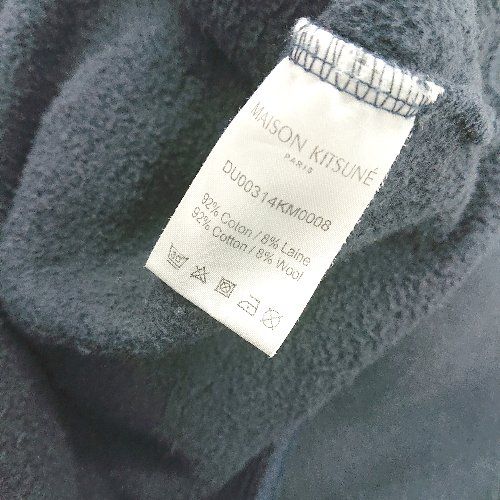 MAISON KITSUNÉ
PARIS
DU00314KM0008
92% Coton / 8% Laine
92% Cotton / 8% Wool